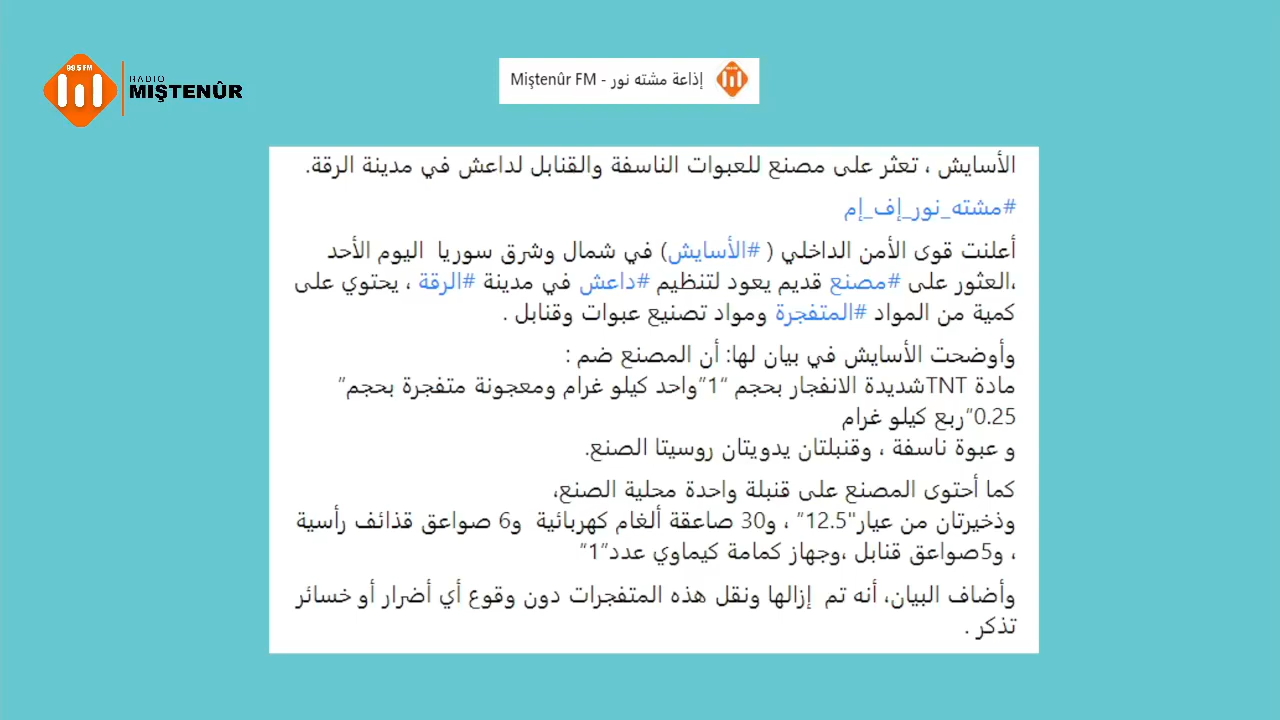 99.5 FM
RADIO
MIŞTENÛR
إذاعة مشته نور - Miştenûr FM
الأسايش ، تعثر على مصنع للعبوات الناسفة والقنابل لداعش في مدينة الرقة.
#مشته_نور_إف_إم
أعلنت قوى الأمن الداخلي ( #الأسايش) في شمال وشرق سوريا اليوم الأحد
،العثور على #مصنع قديم يعود لتنظيم #داعش في مدينة #الرقة ، يحتوي على
كمية من المواد #المتفجرة ومواد تصنيع عبوات وقنابل .
وأوضحت الأسايش في بيان لها: أن المصنع ضم :
مادة TNTشديدة الانفجار بحجم “1”واحد كيلو غرام ومعجونة متفجرة بحجم”
0.25”ربع كيلو غرام
و عبوة ناسفة ، وقنبلتان يدويتان روسيتا الصنع.
كما أحتوى المصنع على قنبلة واحدة محلية الصنع،
وذخيرتان من عيار"12.5” ، و30 صاعقة ألغام كهربائية و6 صواعق قذائف رأسية
، و5صواعق قنابل ،وجهاز كمامة كيماوي عدد”1”
وأضاف البيان، أنه تم إزالها ونقل هذه المتفجرات دون وقوع أي أضرار أو خسائر
تذكر .